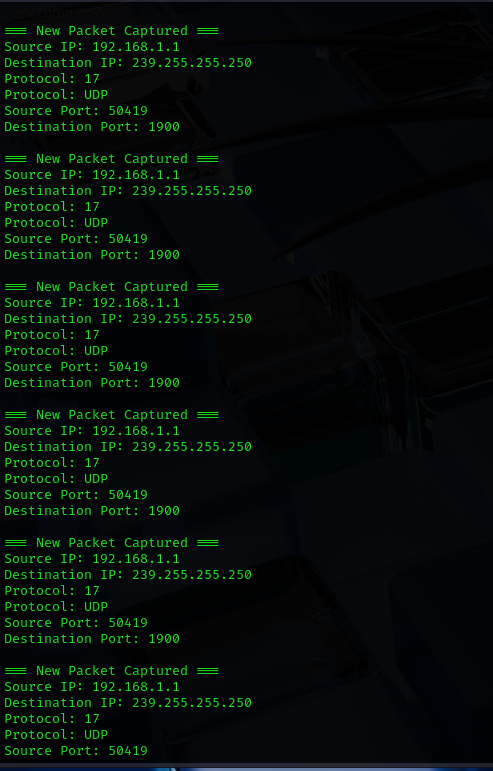 === New Packet Captured ===
Source IP: 192.168.1.1
Destination IP: 239.255.255.250
Protocol: 17
Protocol: UDP
Source Port: 50419
Destination Port: 1900
=== New Packet Captured ===
Source IP: 192.168.1.1
Destination IP: 239.255.255.250
Protocol: 17
Protocol: UDP
Source Port: 50419
Destination Port: 1900
=== New Packet Captured ===
Source IP: 192.168.1.1
Destination IP: 239.255.255.250
Protocol: 17
Protocol: UDP
Source Port: 50419
Destination Port: 1900
=== New Packet Captured ===
Source IP: 192.168.1.1
Destination IP: 239.255.255.250
Protocol: 17
Protocol: UDP
Source Port: 50419
Destination Port: 1900
=== New Packet Captured ===
Source IP: 192.168.1.1
Destination IP: 239.255.255.250
Protocol: 17
Protocol: UDP
Source Port: 50419
Destination Port: 1900
=== New Packet Captured ===
Source IP: 192.168.1.1
Destination IP: 239.255.255.250
Protocol: 17
Protocol: UDP
Source Port: 50419